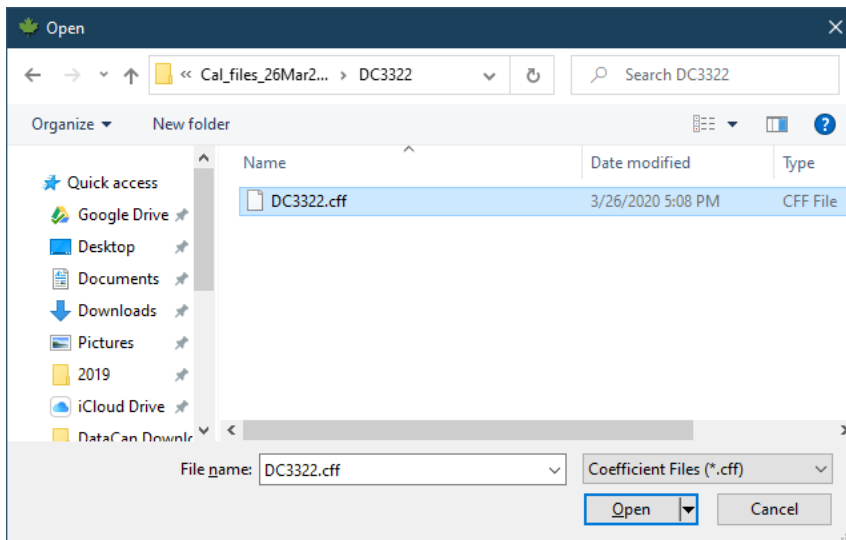 Open
« Cal_files_26Mar2... › DC3322
Search DC3322
Organize
New folder
Name
Date modified
Type
Quick access
Google Drive
Desktop
Documents
Downloads
Pictures
2019
iCloud Drive
DataCan Downlo
DC3322.cff
3/26/2020 5:08 PM
CFF File
File name:
DC3322.cff
Coefficient Files (*.cff)
Open
Cancel